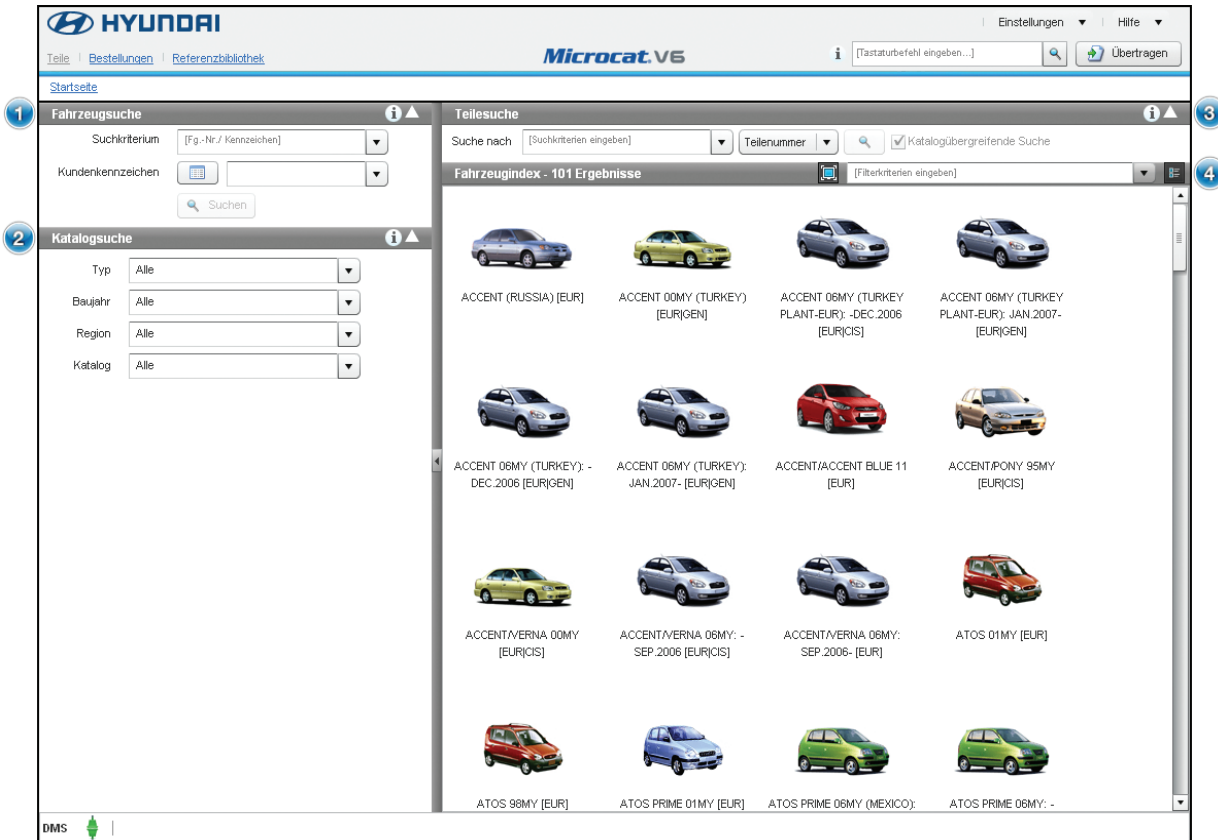 HYUNDAI
Einstellungen ▼ | Hilfe ▼
Teile | Bestellungen | Referenzbibliothek
Microcat.V6
i [Tastaturbefehl eingeben...] Übertragen
Startseite
1 Fahrzeugsuche i
Suchkriterium [Fg.-Nr./ Kennzeichen]
Kundenkennzeichen
Suchen
2 Katalogsuche i
Typ Alle
Baujahr Alle
Region Alle
Katalog Alle
Teilesuche i 3
Suche nach [Suchkriterien eingeben] Teilenummer Katalogübergreifende Suche
Fahrzeugindex - 101 Ergebnisse [Filterkriterien eingeben] 4
ACCENT (RUSSIA) [EUR]
ACCENT 00MY (TURKEY)
[EUR|GEN]
ACCENT 06MY (TURKEY
PLANT-EUR): -DEC.2006
[EUR|CIS]
ACCENT 06MY (TURKEY
PLANT-EUR): JAN.2007-
[EUR|GEN]
ACCENT 06MY (TURKEY): -
DEC.2006 [EUR|GEN]
ACCENT 06MY (TURKEY):
JAN.2007- [EUR|GEN]
ACCENT/ACCENT BLUE 11
[EUR]
ACCENT/PONY 95MY
[EUR|CIS]
ACCENT/VERNA 00MY
[EUR|CIS]
ACCENT/VERNA 06MY: -
SEP.2006 [EUR|CIS]
ACCENT/VERNA 06MY:
SEP.2006- [EUR]
ATOS 01MY [EUR]
ATOS 98MY [EUR]
ATOS PRIME 01MY [EUR]
ATOS PRIME 06MY (MEXICO):
ATOS PRIME 06MY: -
DMS